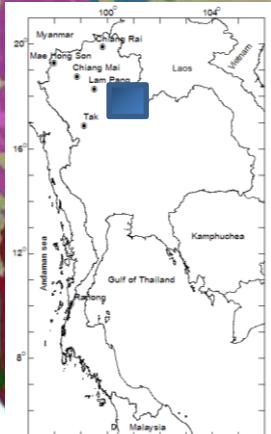 100° 104°
20°
Myanmar
Chiang Rai
Mae Hong Son
Chiang Mai
Lam Pang
Laos
Vietnam
Tak
16°
Kamphuchea
12°
Andaman sea
Gulf of Thailand
Ranong
8°
Malaysia